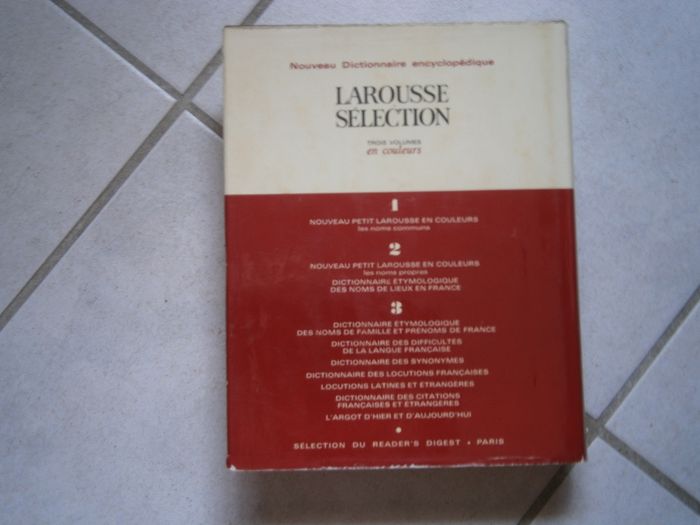 Nouveau Dictionnaire encyclopédique
LAROUSSE
SÉLECTION
TROIS VOLUMES
en couleurs
1
NOUVEAU PETIT LAROUSSE EN COULEURS
les noms communs
2
NOUVEAU PETIT LAROUSSE EN COULEURS
les noms propres
DICTIONNAIRE ÉTYMOLOGIQUE
DES NOMS DE LIEUX EN FRANCE
3
DICTIONNAIRE ÉTYMOLOGIQUE
DES NOMS DE FAMILLE ET PRÉNOMS DE FRANCE
DICTIONNAIRE DES DIFFICULTÉS
DE LA LANGUE FRANÇAISE
DICTIONNAIRE DES SYNONYMES
DICTIONNAIRE DES LOCUTIONS FRANÇAISES
LOCUTIONS LATINES ET ÉTRANGÈRES
DICTIONNAIRE DES CITATIONS
FRANÇAISES ET ÉTRANGÈRES
L'ARGOT D'HIER ET D'AUJOURD'HUI
SÉLECTION DU READER'S DIGEST • PARIS